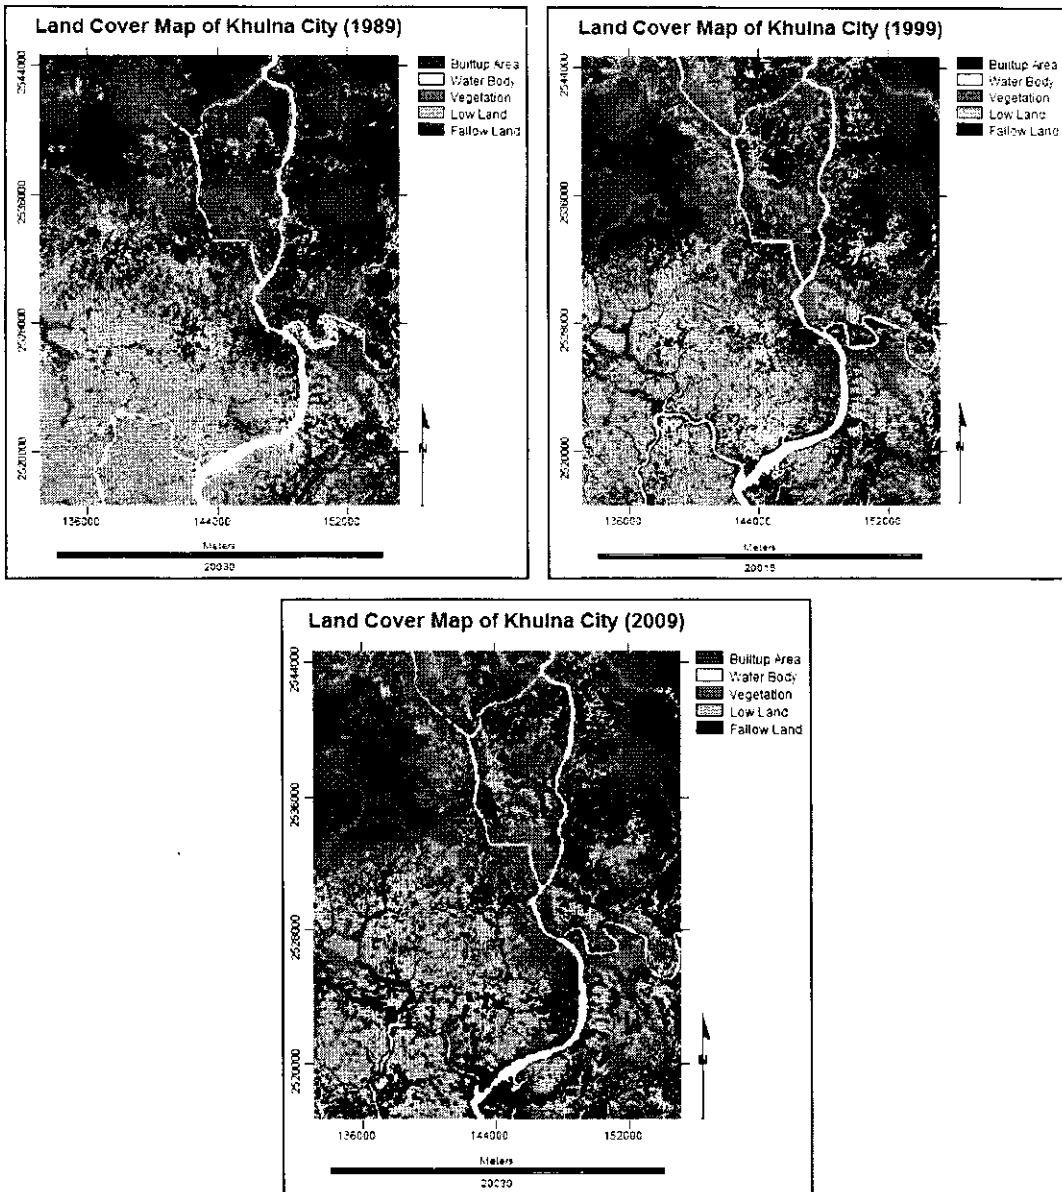 Land Cover Map of Khulna City (1989)
Builtup Area
Water Body
Vegetation
Low Land
Fallow Land
2544000
2536000
2528000
2520000
136000
144000
152000
N
Meters
20030
Land Cover Map of Khulna City (1999)
Builtup Area
Water Body
Vegetation
Low Land
Fallow Land
2544000
2536000
2528000
2520000
136000
144000
152000
N
Meters
20015
Land Cover Map of Khulna City (2009)
Builtup Area
Water Body
Vegetation
Low Land
Fallow Land
2544000
2536000
2528000
2520000
136000
144000
152000
Meters
20030